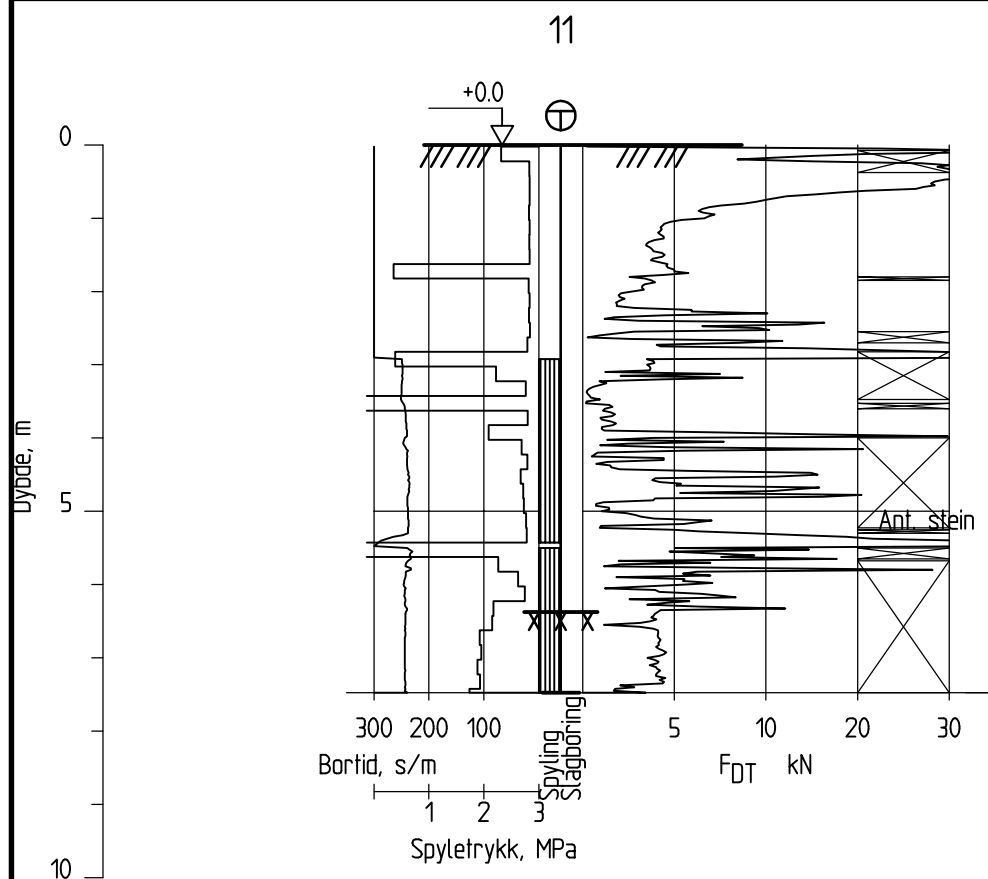 11
+0.0
0
Dybde, m
5
Ant. stein
300 200 100
5 10 20 30
Bortid, s/m
Spyling
Slagboring
FDT kN
1 2 3
Spyletrykk, MPa
10